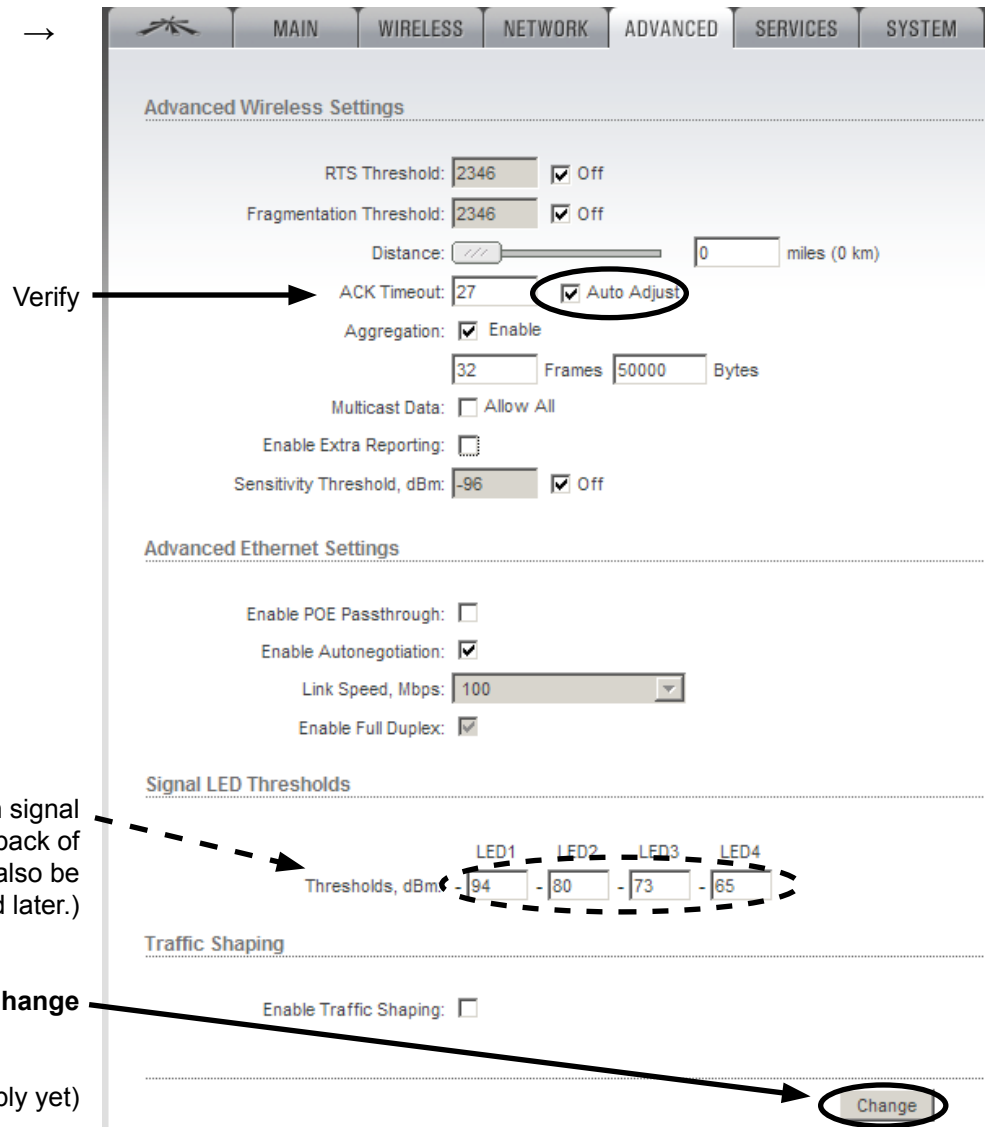 →
MAIN WIRELESS NETWORK ADVANCED SERVICES SYSTEM
Advanced Wireless Settings
RTS Threshold: 2346 Off
Fragmentation Threshold: 2346 Off
Distance: 0 miles (0 km)
Verify
ACK Timeout: 27 Auto Adjust
Aggregation: Enable
32 Frames 50000 Bytes
Multicast Data: Allow All
Enable Extra Reporting:
Sensitivity Threshold, dBm: -96 Off
Advanced Ethernet Settings
Enable POE Passthrough:
Enable Autonegotiation:
Link Speed, Mbps: 100
Enable Full Duplex:
Signal LED Thresholds
signal
back of
also be
later.)
LED1 LED2 LED3 LED4
Thresholds, dBm: - 94 - 80 - 73 - 65
Traffic Shaping
hange
Enable Traffic Shaping:
ply yet)
Change